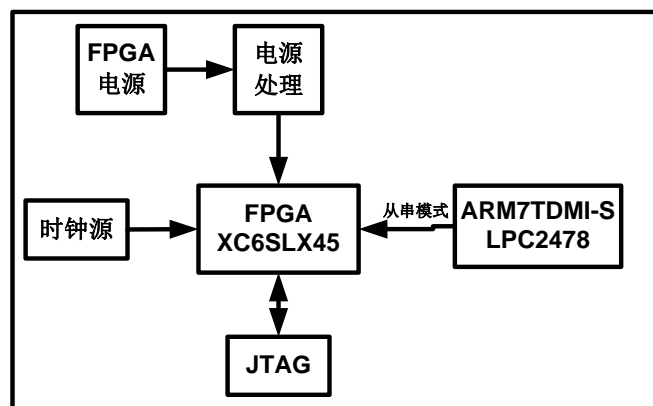 FPGA
电源
电源
处理
时钟源
FPGA
XC6SLX45
从串模式
ARM7TDMI-S
LPC2478
JTAG